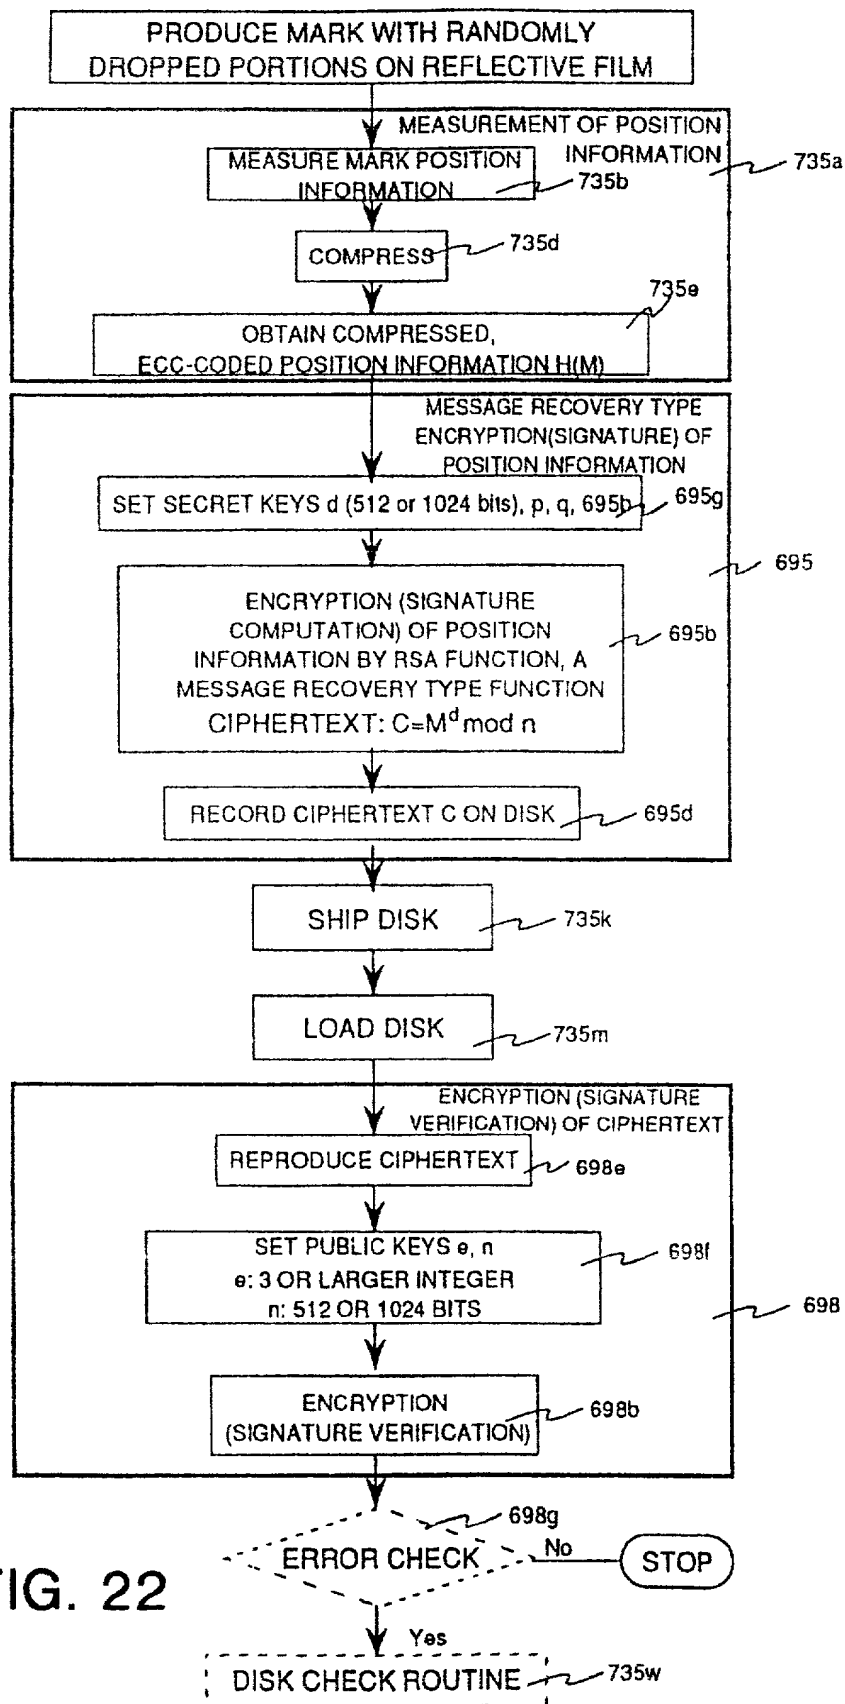 PRODUCE MARK WITH RANDOMLY
DROPPED PORTIONS ON REFLECTIVE FILM
MEASUREMENT OF POSITION
INFORMATION
735a
MEASURE MARK POSITION
INFORMATION
735b
COMPRESS
735d
735e
OBTAIN COMPRESSED,
ECC-CODED POSITION INFORMATION H(M)
MESSAGE RECOVERY TYPE
ENCRYPTION(SIGNATURE) OF
POSITION INFORMATION
SET SECRET KEYS d (512 or 1024 bits), p, q, 695b
695g
695
ENCRYPTION (SIGNATURE
COMPUTATION) OF POSITION
INFORMATION BY RSA FUNCTION, A
MESSAGE RECOVERY TYPE FUNCTION
CIPHERTEXT: C=M^d mod n
695b
RECORD CIPHERTEXT C ON DISK
695d
SHIP DISK
735k
LOAD DISK
735m
ENCRYPTION (SIGNATURE
VERIFICATION) OF CIPHERTEXT
REPRODUCE CIPHERTEXT
698e
SET PUBLIC KEYS e, n
e: 3 OR LARGER INTEGER
n: 512 OR 1024 BITS
698f
698
ENCRYPTION
(SIGNATURE VERIFICATION)
698b
698g
ERROR CHECK
No
STOP
IG. 22
Yes
DISK CHECK ROUTINE
735w